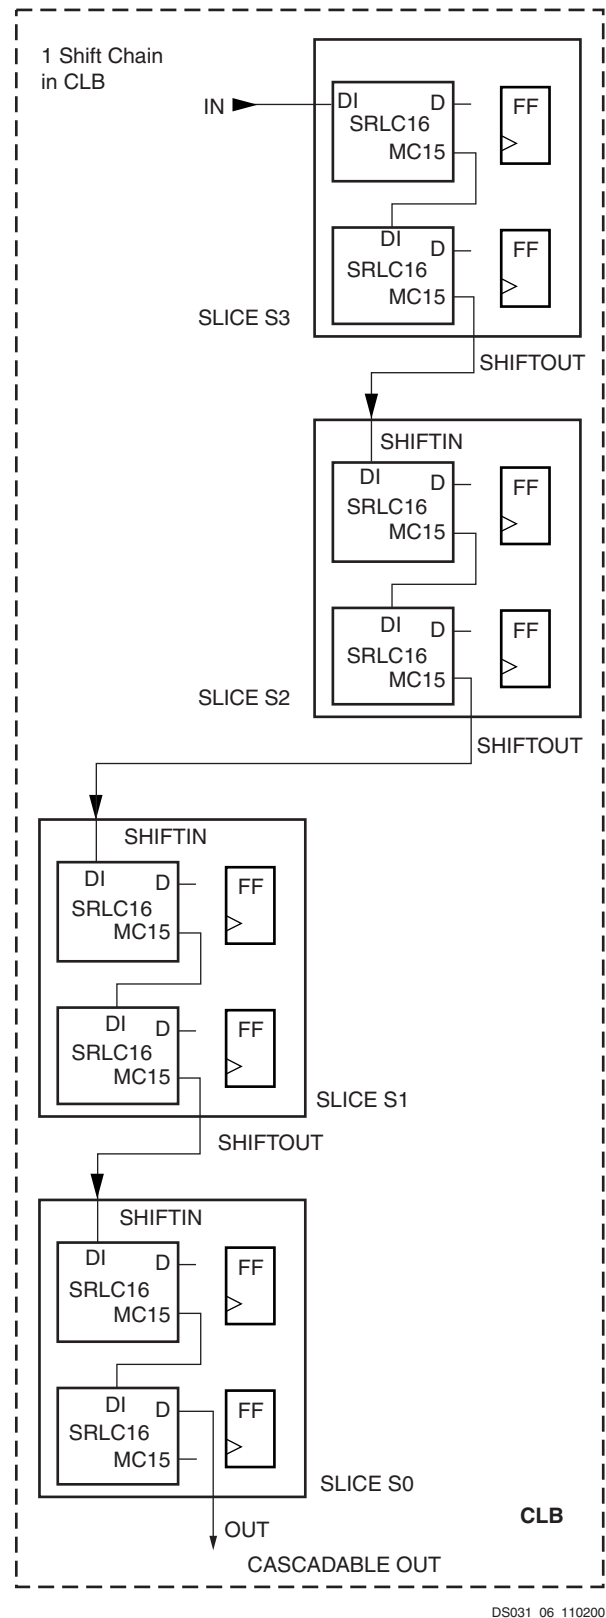 1 Shift Chain
in CLB
IN
DI
D
SRLC16
MC15
FF
DI
D
SRLC16
MC15
FF
SLICE S3
SHIFTOUT
SHIFTIN
DI
D
SRLC16
MC15
FF
DI
D
SRLC16
MC15
FF
SLICE S2
SHIFTOUT
SHIFTIN
DI
D
SRLC16
MC15
FF
DI
D
SRLC16
MC15
FF
SLICE S1
SHIFTOUT
SHIFTIN
DI
D
SRLC16
MC15
FF
DI
D
SRLC16
MC15
FF
SLICE S0
OUT
CLB
CASCADABLE OUT
DS031_06_110200